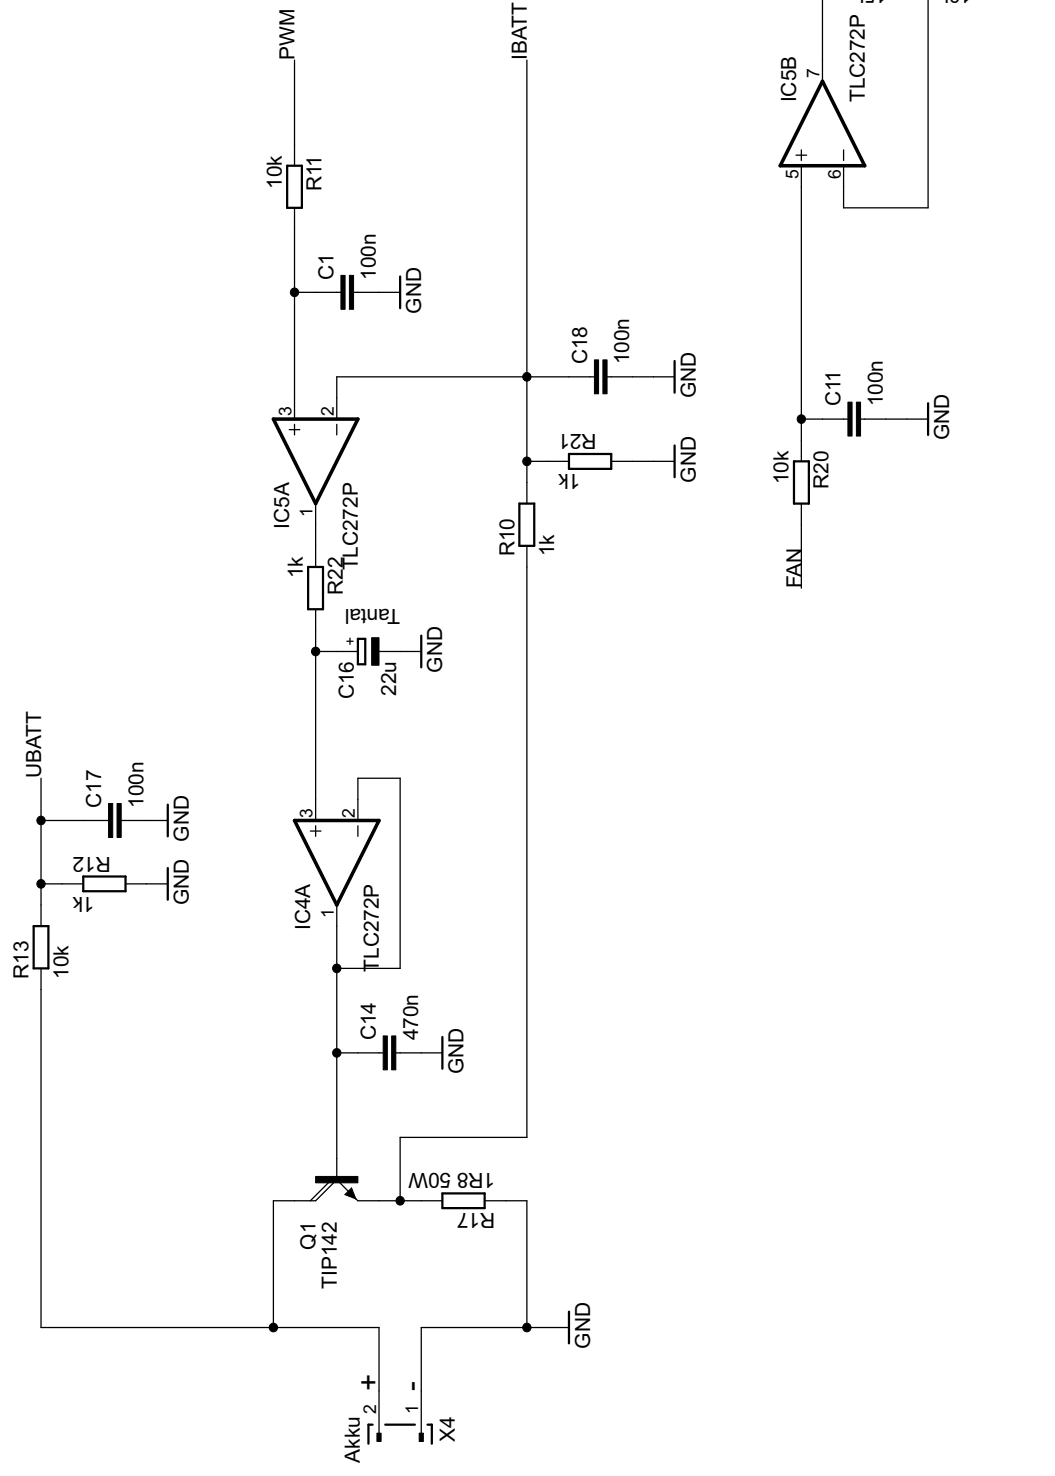 PWM
IBATT
IC5B
7
TLC272P
+
5
−
6
10k
R11
C1
100n
GND
C18
100n
GND
C11
100n
GND
3
+
2
−
IC5A
1
TLC272P
R21
1k
GND
10k
R20
R10
1k
FAN
1k
R22
Tantal
+
C16
22u
GND
UBATT
C17
100n
GND
R12
1k
GND
R13
10k
3
+
2
−
IC4A
1
TLC272P
C14
470n
GND
1R8 50W
R17
Q1
TIP142
GND
Akku
2
+
1
-
X4